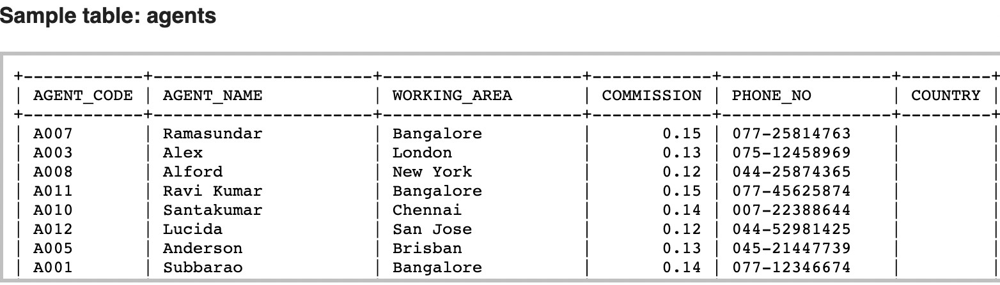 Sample table: agents
+------------+----------------------+--------------------+------------+-----------------+---------+
| AGENT_CODE | AGENT_NAME           | WORKING_AREA       | COMMISSION | PHONE_NO        | COUNTRY |
+------------+----------------------+--------------------+------------+-----------------+---------+
| A007       | Ramasundar           | Bangalore          |       0.15 | 077-25814763    |         |
| A003       | Alex                 | London             |       0.13 | 075-12458969    |         |
| A008       | Alford               | New York           |       0.12 | 044-25874365    |         |
| A011       | Ravi Kumar           | Bangalore          |       0.15 | 077-45625874    |         |
| A010       | Santakumar           | Chennai            |       0.14 | 007-22388644    |         |
| A012       | Lucida               | San Jose           |       0.12 | 044-52981425    |         |
| A005       | Anderson             | Brisban            |       0.13 | 045-21447739    |         |
| A001       | Subbarao             | Bangalore          |       0.14 | 077-12346674    |         |